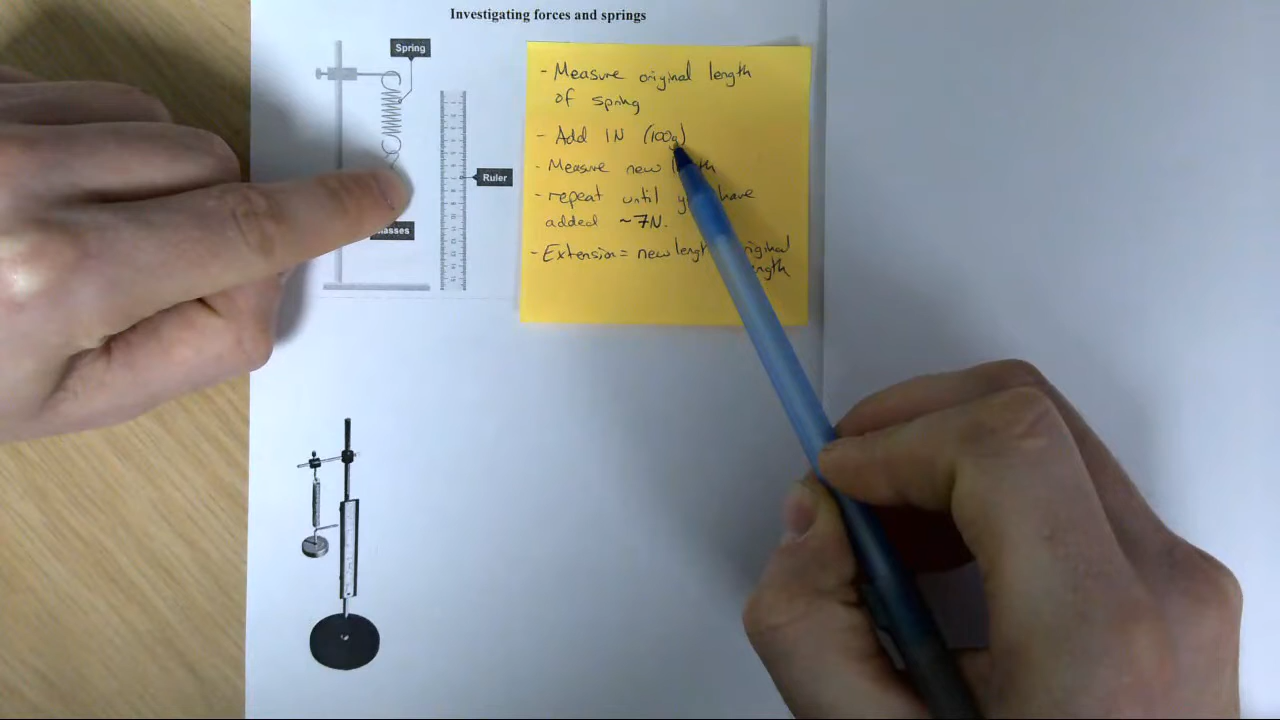 Investigating forces and springs
Spring
Ruler
- Measure original length
of spring
- Add 1N (100g)
- Measure new
- repeat until have
added ~7N.
- Extension = new